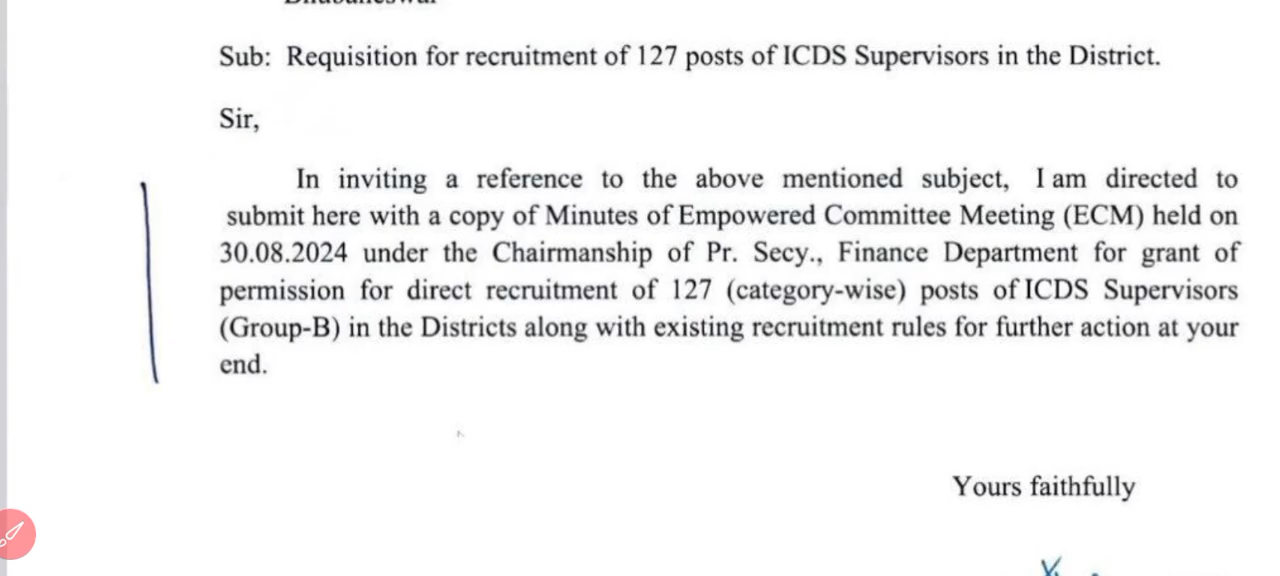 Sub: Requisition for recruitment of 127 posts of ICDS Supervisors in the District.
Sir,
In inviting a reference to the above mentioned subject, I am directed to
submit here with a copy of Minutes of Empowered Committee Meeting (ECM) held on
30.08.2024 under the Chairmanship of Pr. Secy., Finance Department for grant of
permission for direct recruitment of 127 (category-wise) posts of ICDS Supervisors
(Group-B) in the Districts along with existing recruitment rules for further action at your
end.
Yours faithfully